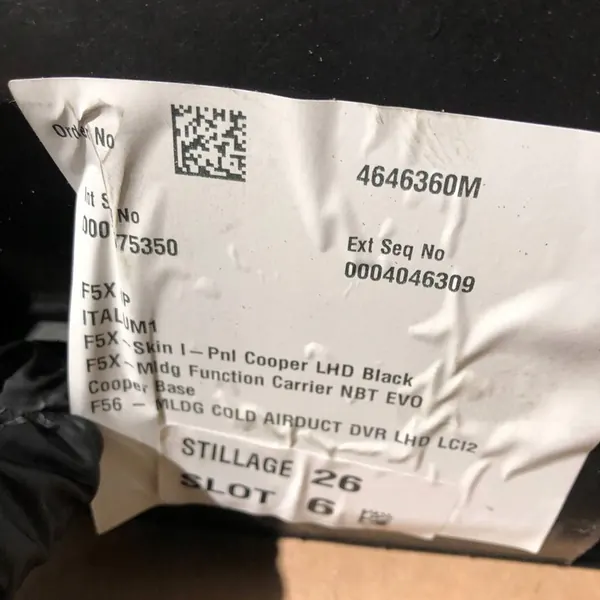 Order No
4646360M
Int S No
000 75350
Ext Seq No
0004046309
F5X IP
ITALUM1
F5X-Skin I-Pnl Cooper LHD Black
F5X-Mldg Function Carrier NBT EVO
Cooper Base
F56 - MLDG COLD AIRDUCT DVR LHD LCI2
STILLAGE 26
SLOT 6